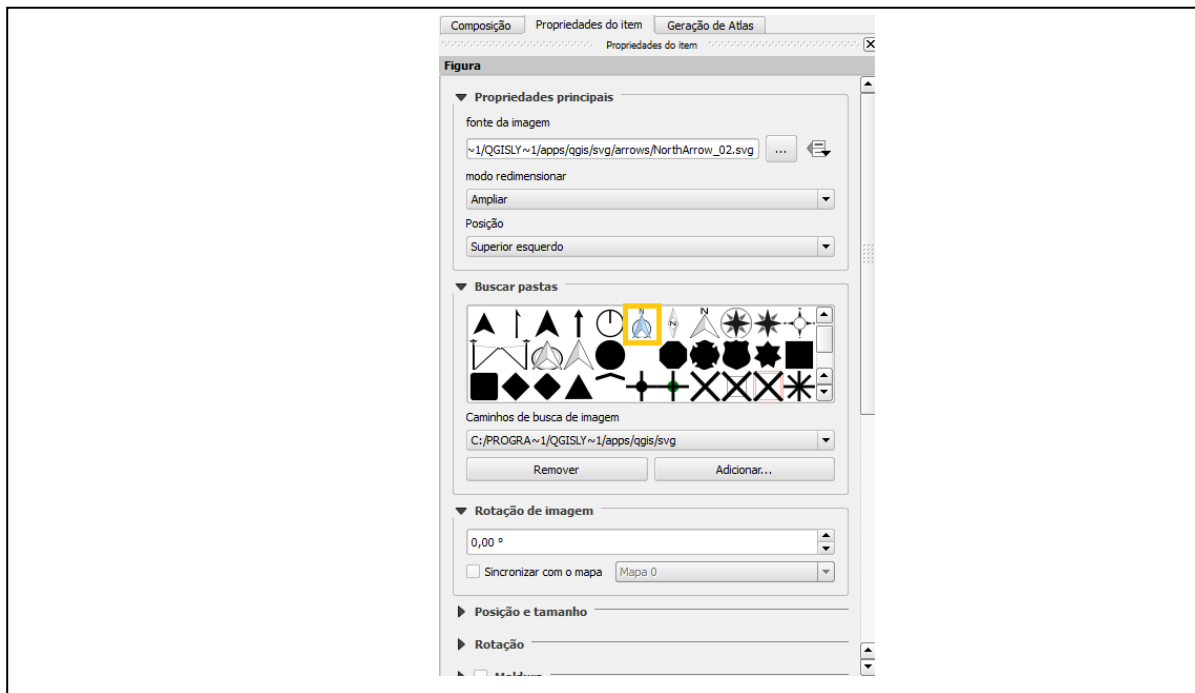 Composição Propriedades do item Geração de Atlas
Propriedades do item
Figura
Propriedades principais
fonte da imagem
~1/QGISLY~1/apps/qgis/svg/arrows/NorthArrow_02.svg ...
modo redimensionar
Ampliar
Posição
Superior esquerdo
Buscar pastas
N N N
Caminhos de busca de imagem
C:/PROGRA~1/QGISLY~1/apps/qgis/svg
Remover Adicionar...
Rotação de imagem
0,00 °
Sincronizar com o mapa Mapa 0
Posição e tamanho
Rotação
Moldura